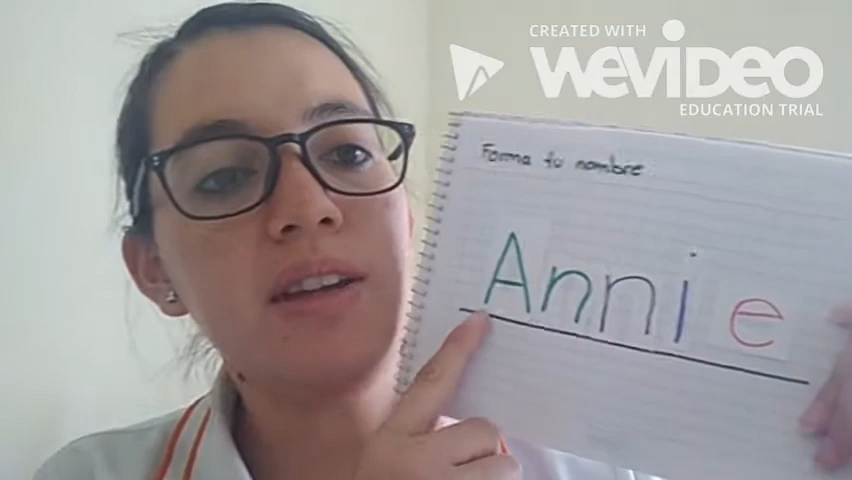 CREATED WITH
WEVIDEO
EDUCATION TRIAL
Forma tu nombre
Annie